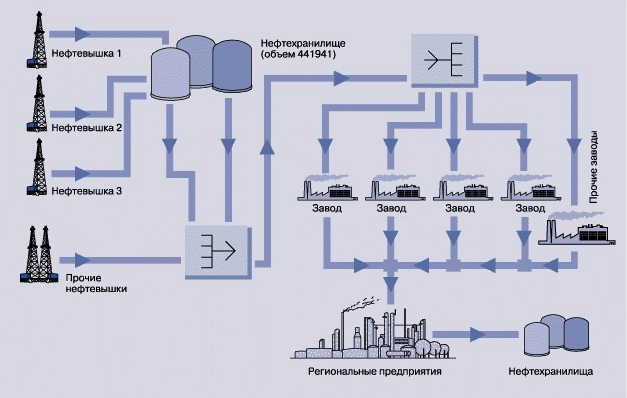 Нефтевышка 1
Нефтехранилище
(объем 441941)
Нефтевышка 2
Нефтевышка 3
Прочие
нефтевышки
Завод
Завод
Завод
Завод
Прочие заводы
Региональные предприятия
Нефтехранилища